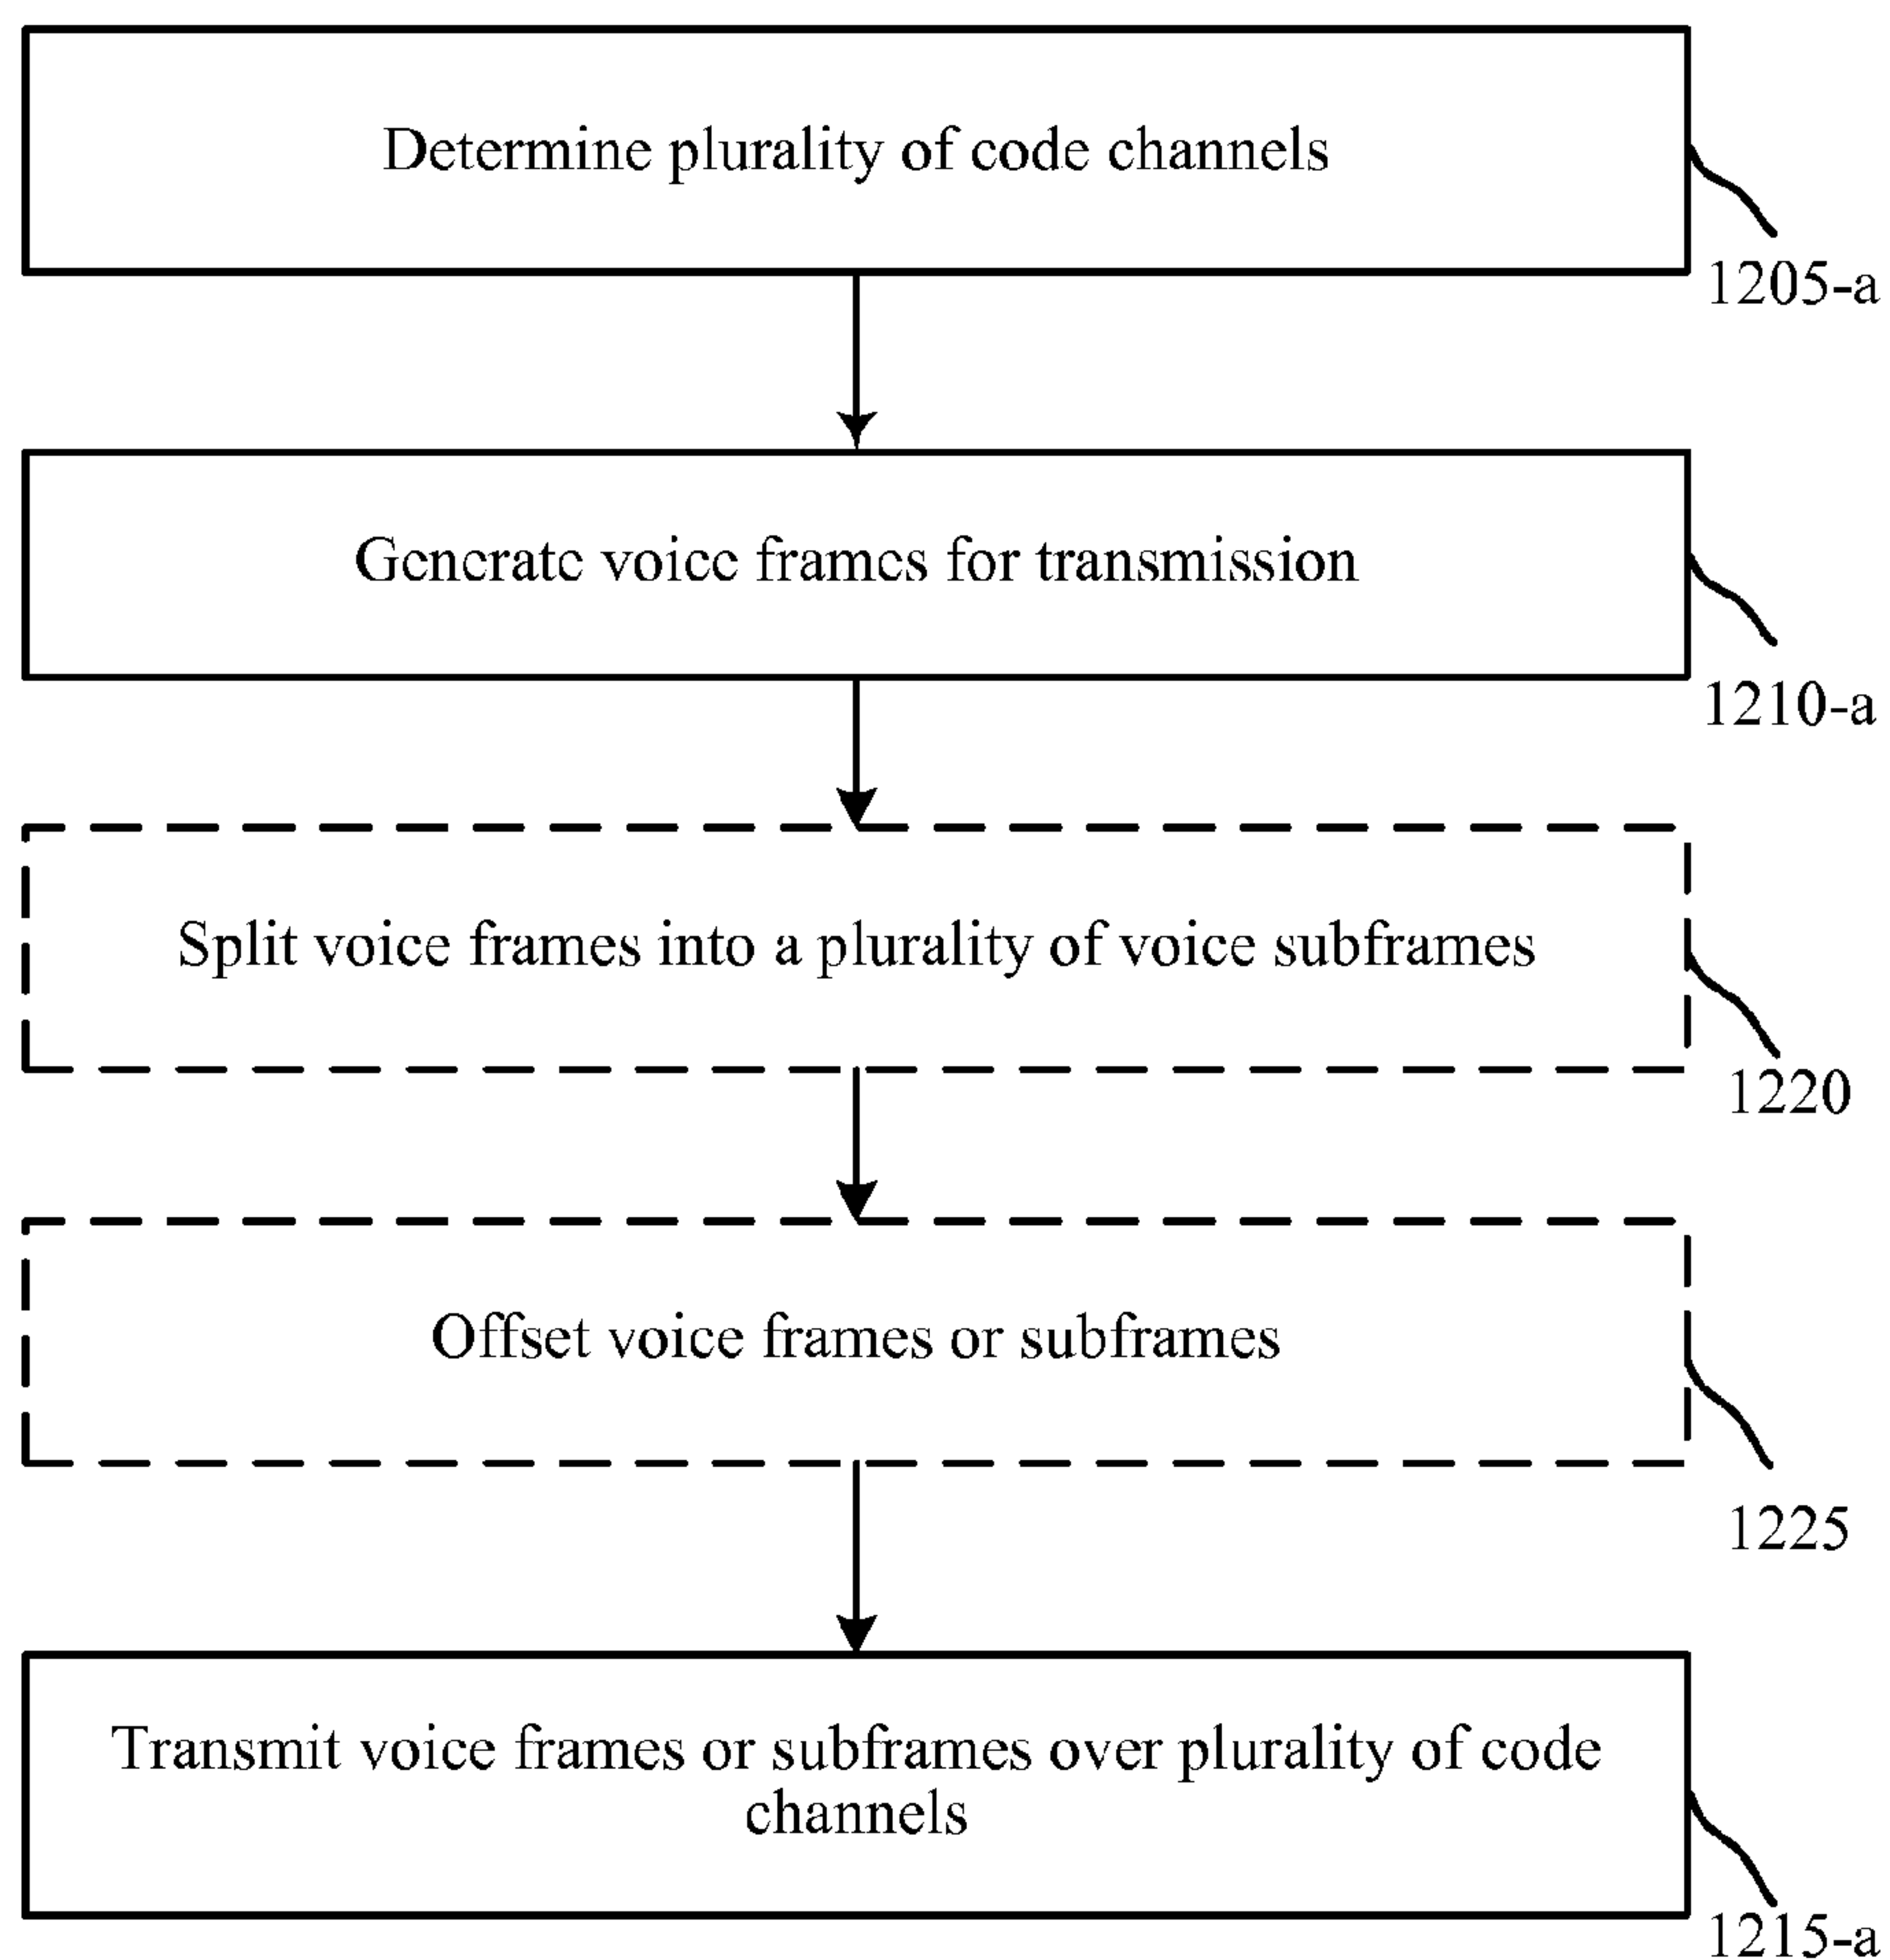 Determine plurality of code channels
1205-a
Generate voice frames for transmission
1210-a
Split voice frames into a plurality of voice subframes
1220
Offset voice frames or subframes
1225
Transmit voice frames or subframes over plurality of code
channels
1215-a